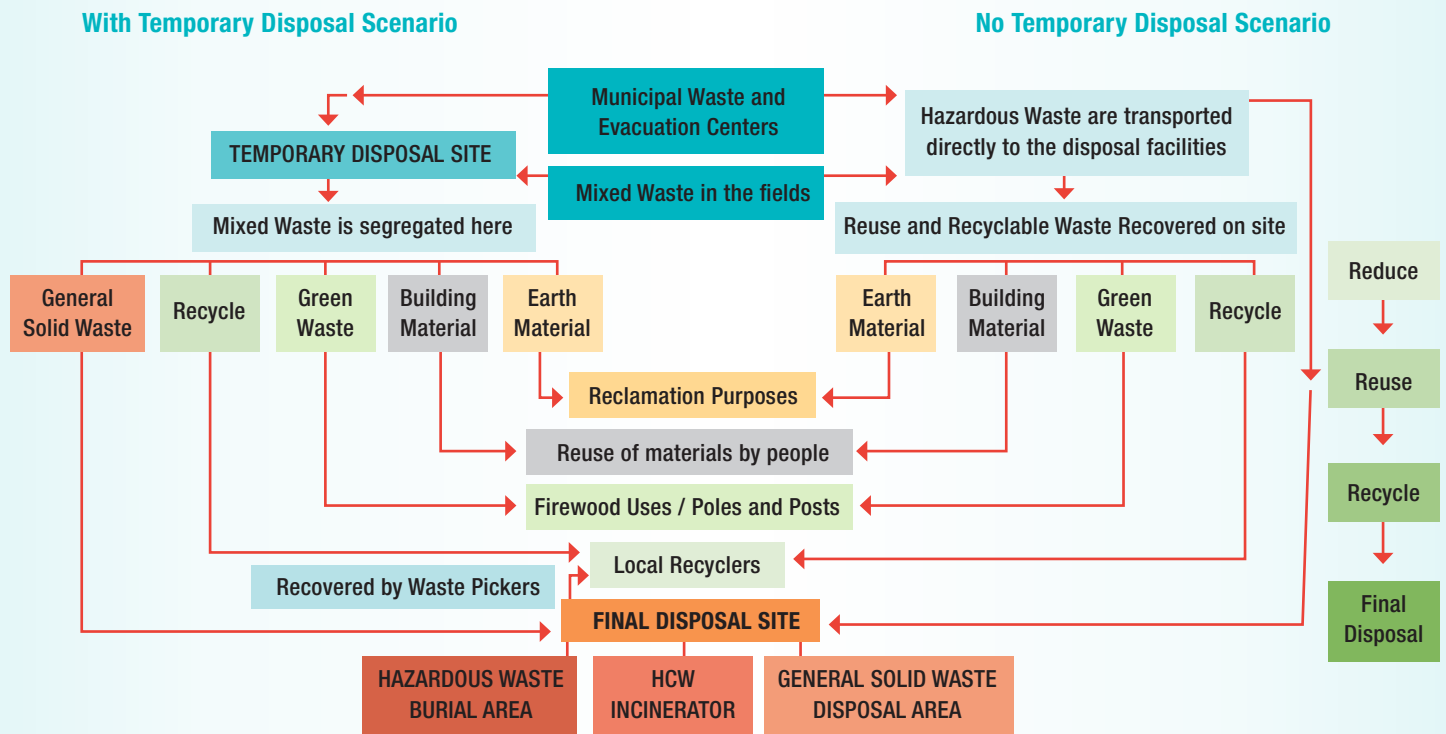 With Temporary Disposal Scenario
No Temporary Disposal Scenario
Municipal Waste and
Evacuation Centers
Hazardous Waste are transported
directly to the disposal facilities
TEMPORARY DISPOSAL SITE
Mixed Waste in the fields
Mixed Waste is segregated here
Reuse and Recyclable Waste Recovered on site
General
Solid Waste
Recycle
Green
Waste
Building
Material
Earth
Material
Earth
Material
Building
Material
Green
Waste
Recycle
Reduce
Reuse
Recycle
Final
Disposal
Reclamation Purposes
Reuse of materials by people
Firewood Uses / Poles and Posts
Local Recyclers
Recovered by Waste Pickers
FINAL DISPOSAL SITE
HAZARDOUS WASTE
BURIAL AREA
HCW
INCINERATOR
GENERAL SOLID WASTE
DISPOSAL AREA